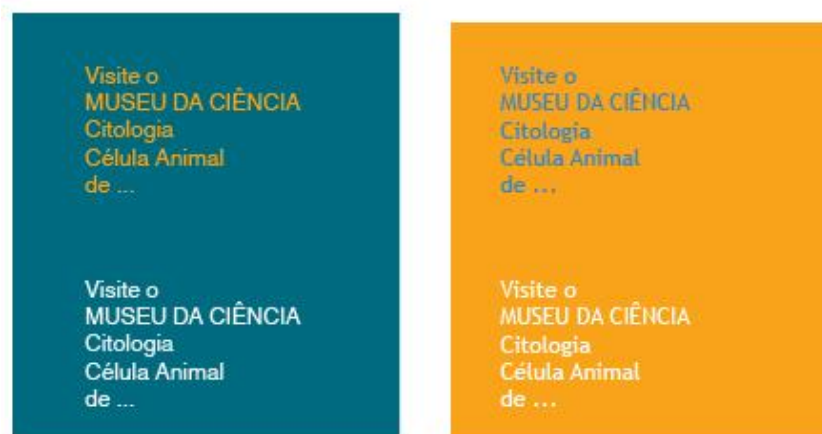 Visite o
MUSEU DA CIÊNCIA
Citologia
Célula Animal
de ...
Visite o
MUSEU DA CIÊNCIA
Citologia
Célula Animal
de ...
Visite o
MUSEU DA CIÊNCIA
Citologia
Célula Animal
de ...
Visite o
MUSEU DA CIÊNCIA
Citologia
Célula Animal
de ...